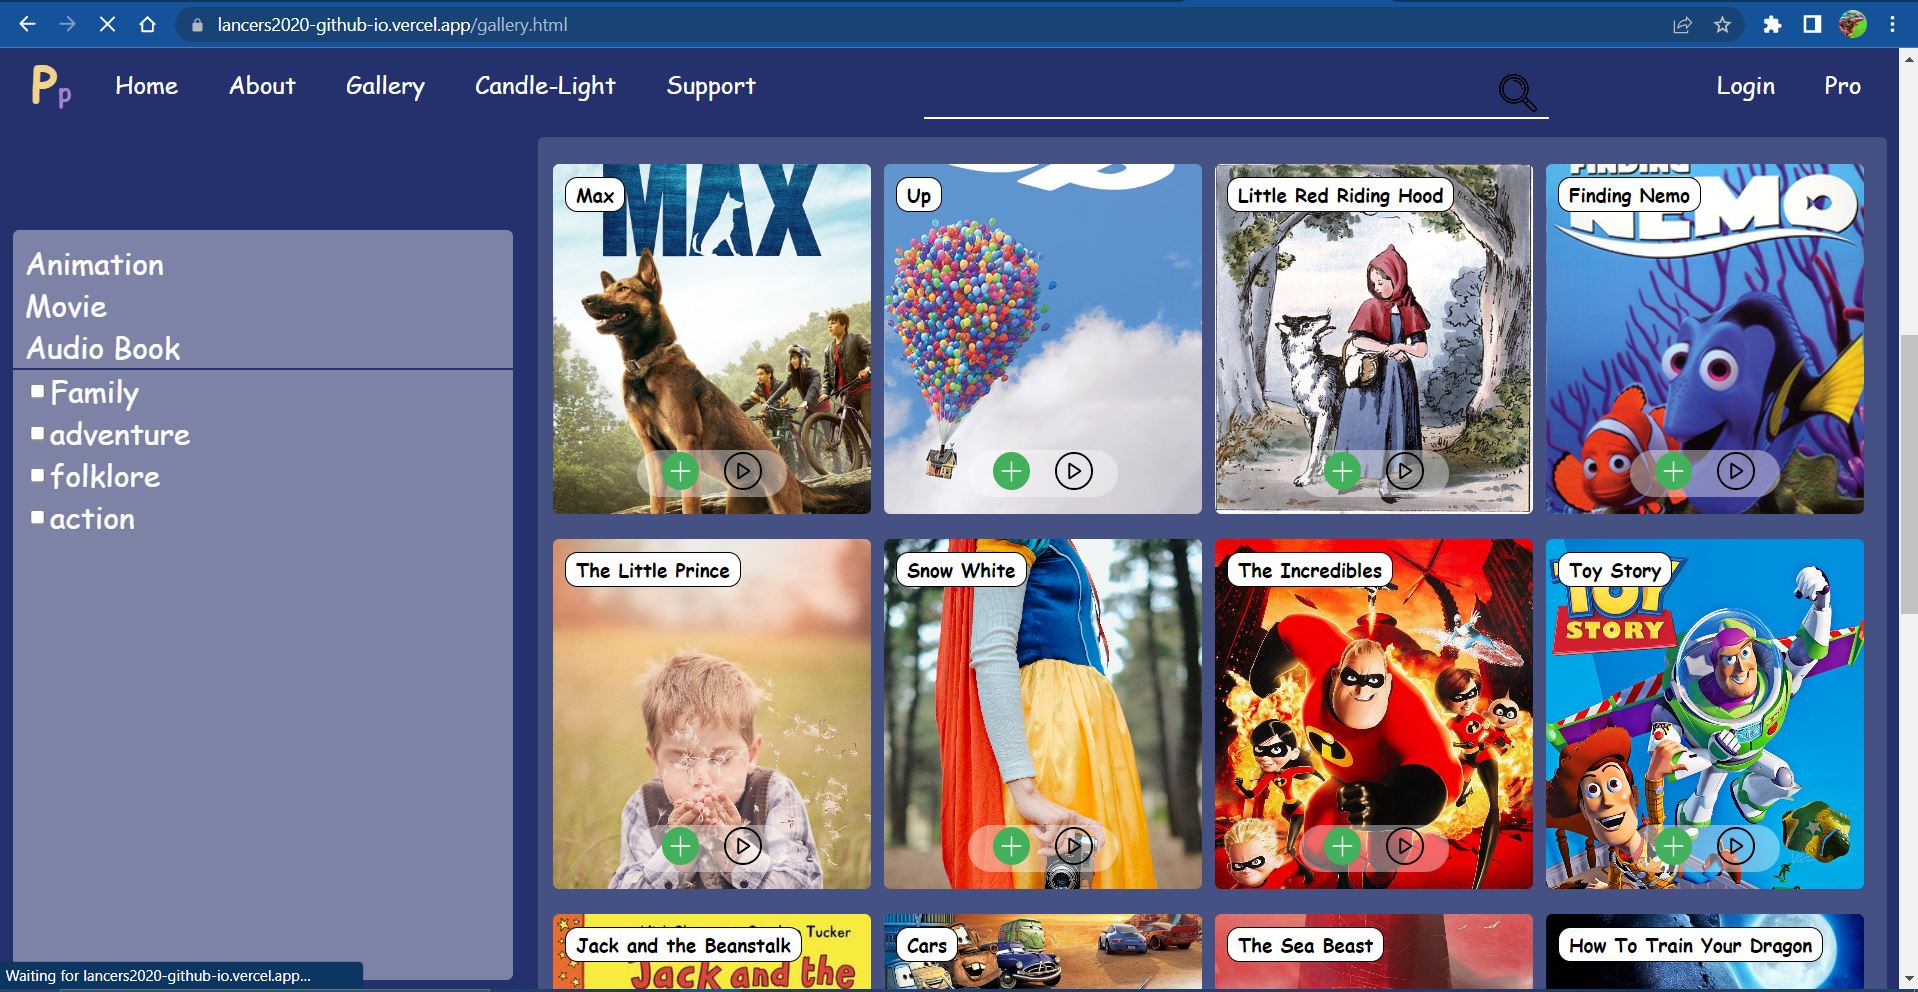 lancers2020-github-io.vercel.app/gallery.html
Pp Home About Gallery Candle-Light Support Login Pro
Animation
Movie
Audio Book
Family
adventure
folklore
action
Max
MAX
Up
Little Red Riding Hood
Finding Nemo
FINDING
NEMO
The Little Prince
Snow White
The Incredibles
Toy Story
TOY
STORY
Jack and the Beanstalk
Tucker
Jack and the
Cars
The Sea Beast
How To Train Your Dragon
Waiting for lancers2020-github-io.vercel.app...